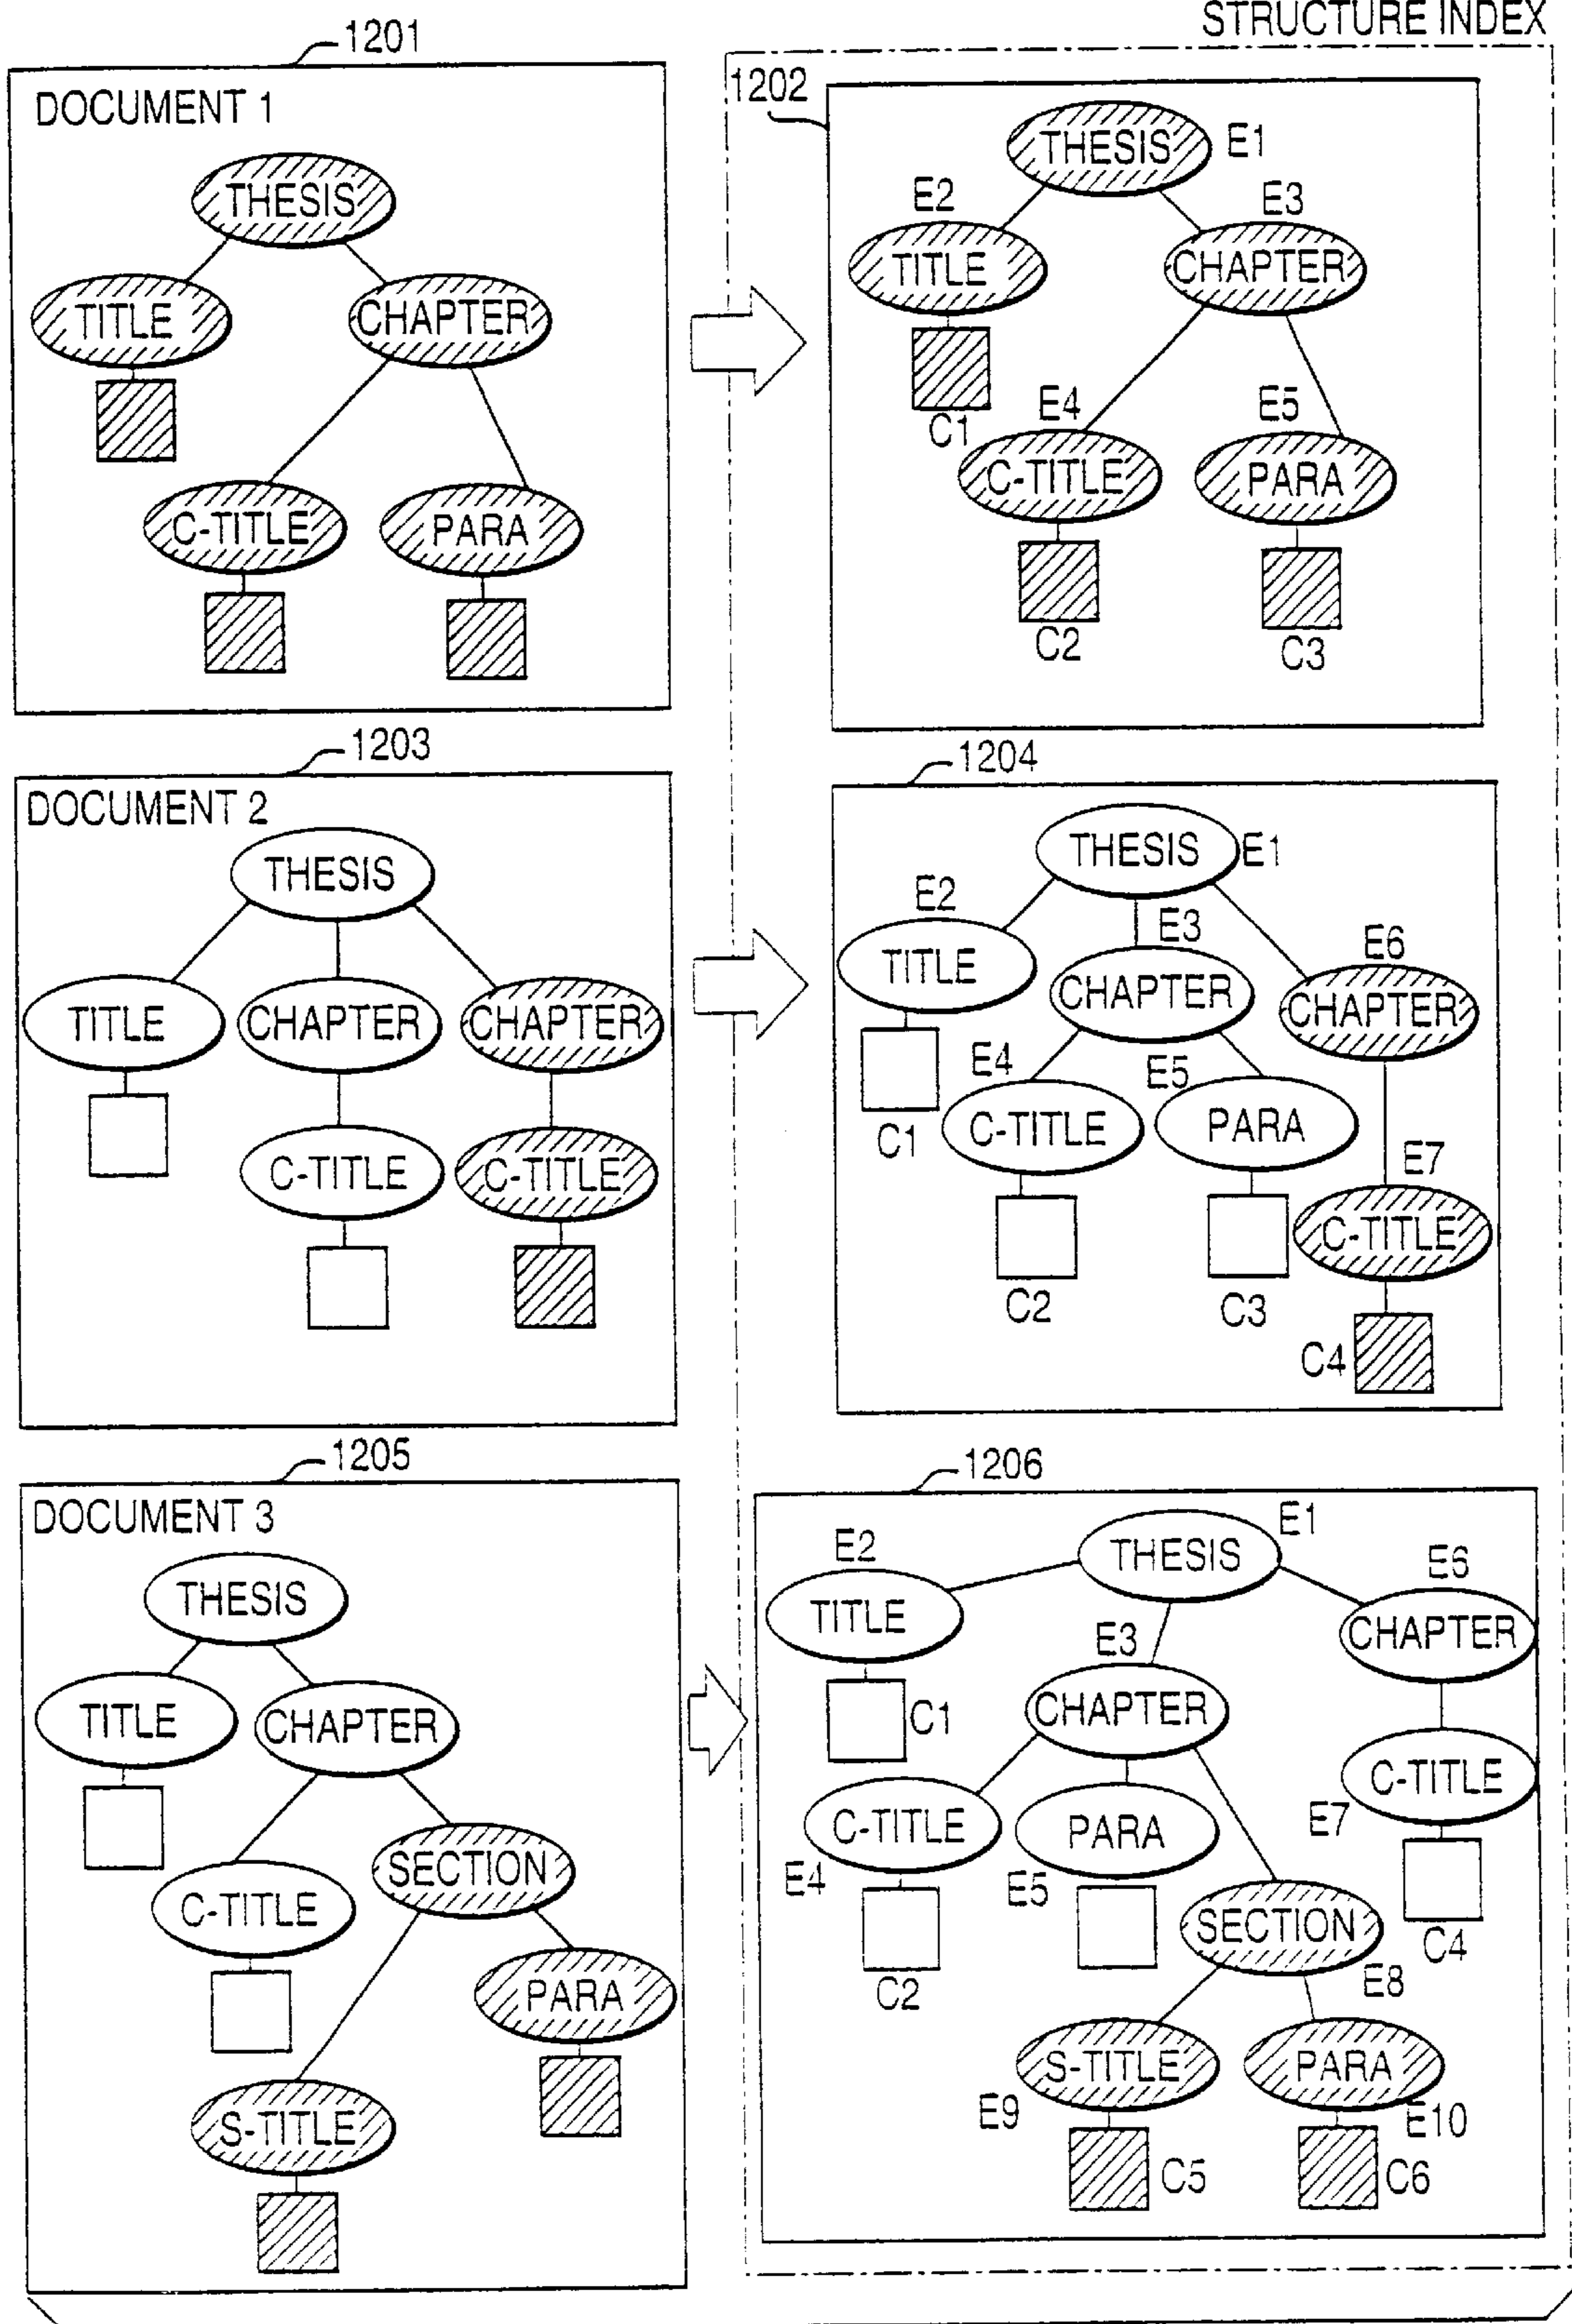 STRUCTURE INDEX
1201
DOCUMENT 1
THESIS
TITLE
CHAPTER
C-TITLE
PARA
1202
THESIS E1
E2
E3
TITLE
CHAPTER
C1
E4
E5
C-TITLE
PARA
C2
C3
1203
DOCUMENT 2
THESIS
TITLE
CHAPTER
CHAPTER
C-TITLE
C-TITLE
1204
THESIS E1
E2
E3
E6
TITLE
CHAPTER
CHAPTER
E4
E5
C1
C-TITLE
PARA
E7
C-TITLE
C2
C3
C4
1205
DOCUMENT 3
THESIS
TITLE
CHAPTER
SECTION
C-TITLE
PARA
S-TITLE
1206
E1
THESIS
E2
E6
TITLE
CHAPTER
E3
CHAPTER
C1
C-TITLE
E7
C-TITLE
PARA
E4
E5
SECTION
C4
C2
E8
S-TITLE
PARA
E9
E10
C5
C6